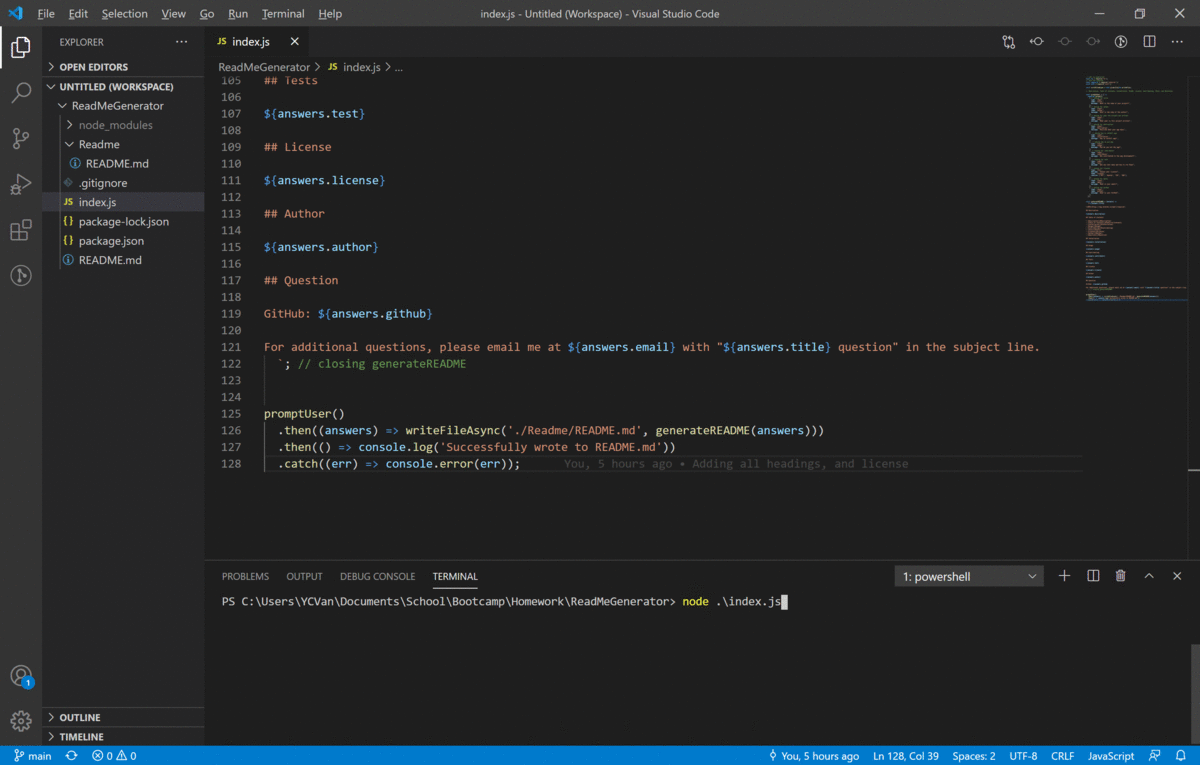 File Edit Selection View Go Run Terminal Help
index.js - Untitled (Workspace) - Visual Studio Code
EXPLORER
OPEN EDITORS
UNTITLED (WORKSPACE)
ReadMeGenerator
node_modules
Readme
README.md
.gitignore
JS index.js
{} package-lock.json
{} package.json
README.md
OUTLINE
TIMELINE
1
JS index.js
ReadMeGenerator > JS index.js > ...
105 ## Tests
106
107 ${answers.test}
108
109 ## License
110
111 ${answers.license}
112
113 ## Author
114
115 ${answers.author}
116
117 ## Question
118
119 GitHub: ${answers.github}
120
121 For additional questions, please email me at ${answers.email} with "${answers.title} question" in the subject line.
122 `; // closing generateREADME
123
124
125 promptUser()
126 .then((answers) => writeFileAsync('./Readme/README.md', generateREADME(answers)))
127 .then(() => console.log('Successfully wrote to README.md'))
128 .catch((err) => console.error(err)); You, 5 hours ago • Adding all headings, and license
PROBLEMS OUTPUT DEBUG CONSOLE TERMINAL
1: powershell
PS C:\Users\YCVan\Documents\School\Bootcamp\Homework\ReadMeGenerator> node .\index.js
main 0 0
You, 5 hours ago Ln 128, Col 39 Spaces: 2 UTF-8 CRLF JavaScript